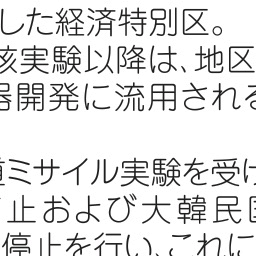 した経済特別区。
核実験以降は、地区
器開発に流用される
道ミサイル実験を受け
止および大韓民国
停止を行い、これに